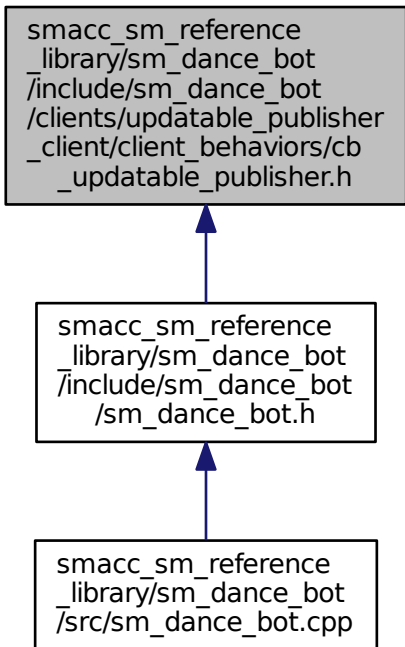 smacc_sm_reference
_library/sm_dance_bot
/include/sm_dance_bot
/clients/updatable_publisher
_client/client_behaviors/cb
_updatable_publisher.h
smacc_sm_reference
_library/sm_dance_bot
/include/sm_dance_bot
/sm_dance_bot.h
smacc_sm_reference
_library/sm_dance_bot
/src/sm_dance_bot.cpp